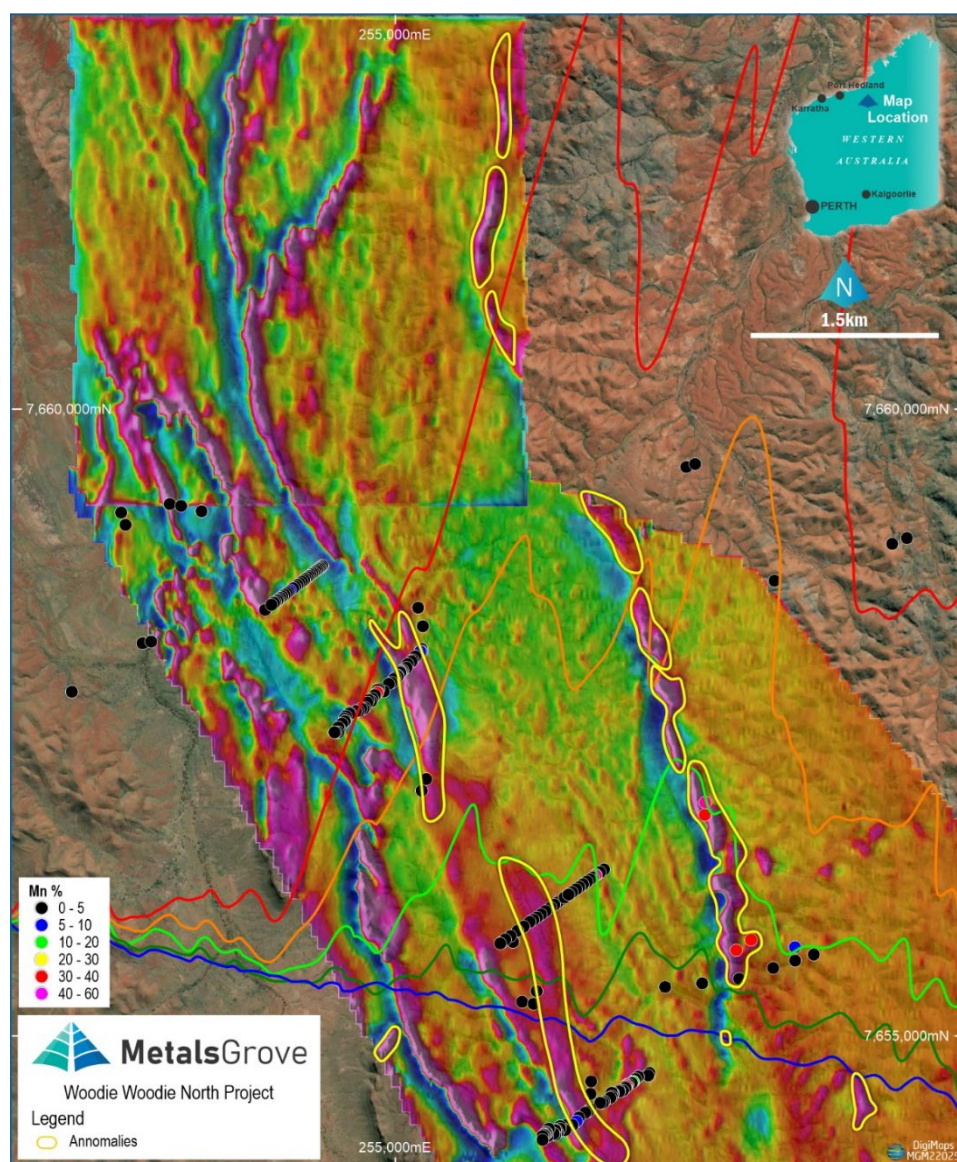 255,000mE
Port Hedland
Karratha
Map
Location
WESTERN
AUSTRALIA
Kalgoorlie
PERTH
N
1.5km
7,660,000mN
7,660,000mN
Mn %
0 - 5
5 - 10
10 - 20
20 - 30
30 - 40
40 - 60
7,655,000mN
MetalsGrove
Woodie Woodie North Project
Legend
Annomalies
255,000mE
DigiMaps
MGM22025